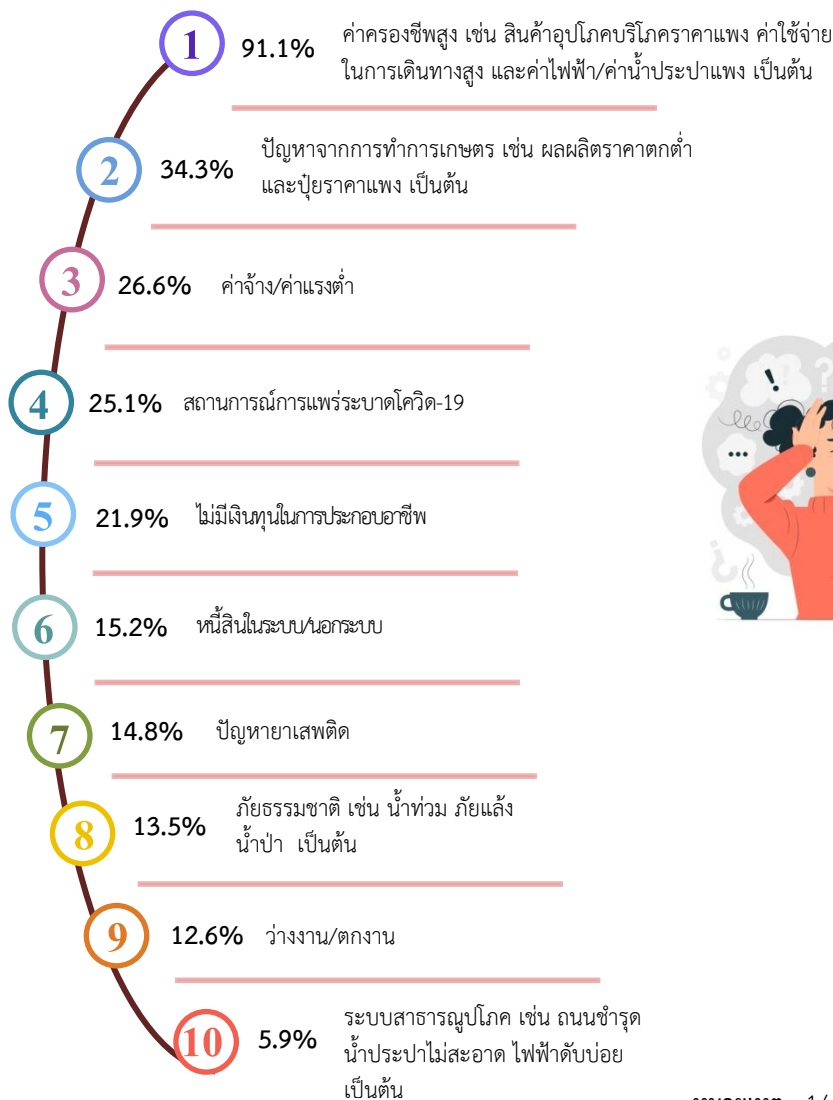 1
91.1%
ค่าครองชีพสูง เช่น สินค้าอุปโภคบริโภคราคาแพง ค่าใช้จ่าย
ในการเดินทางสูง และค่าไฟฟ้า/ค่าน้ำประปาแพง เป็นต้น
2
34.3%
ปัญหาจากการทำการเกษตร เช่น ผลผลิตราคาตกต่ำ
และปุ๋ยราคาแพง เป็นต้น
3
26.6% ค่าจ้าง/ค่าแรงต่ำ
4
25.1% สถานการณ์การแพร่ระบาดโควิด-19
5
21.9% ไม่มีเงินทุนในการประกอบอาชีพ
6
15.2% หนี้สินในระบบ/นอกระบบ
7
14.8% ปัญหายาเสพติด
8
13.5%
ภัยธรรมชาติ เช่น น้ำท่วม ภัยแล้ง
น้ำป่า เป็นต้น
9
12.6% ว่างงาน/ตกงาน
10
5.9%
ระบบสาธารณูปโภค เช่น ถนนชำรุด
น้ำประปาไม่สะอาด ไฟฟ้าดับบ่อย
เป็นต้น